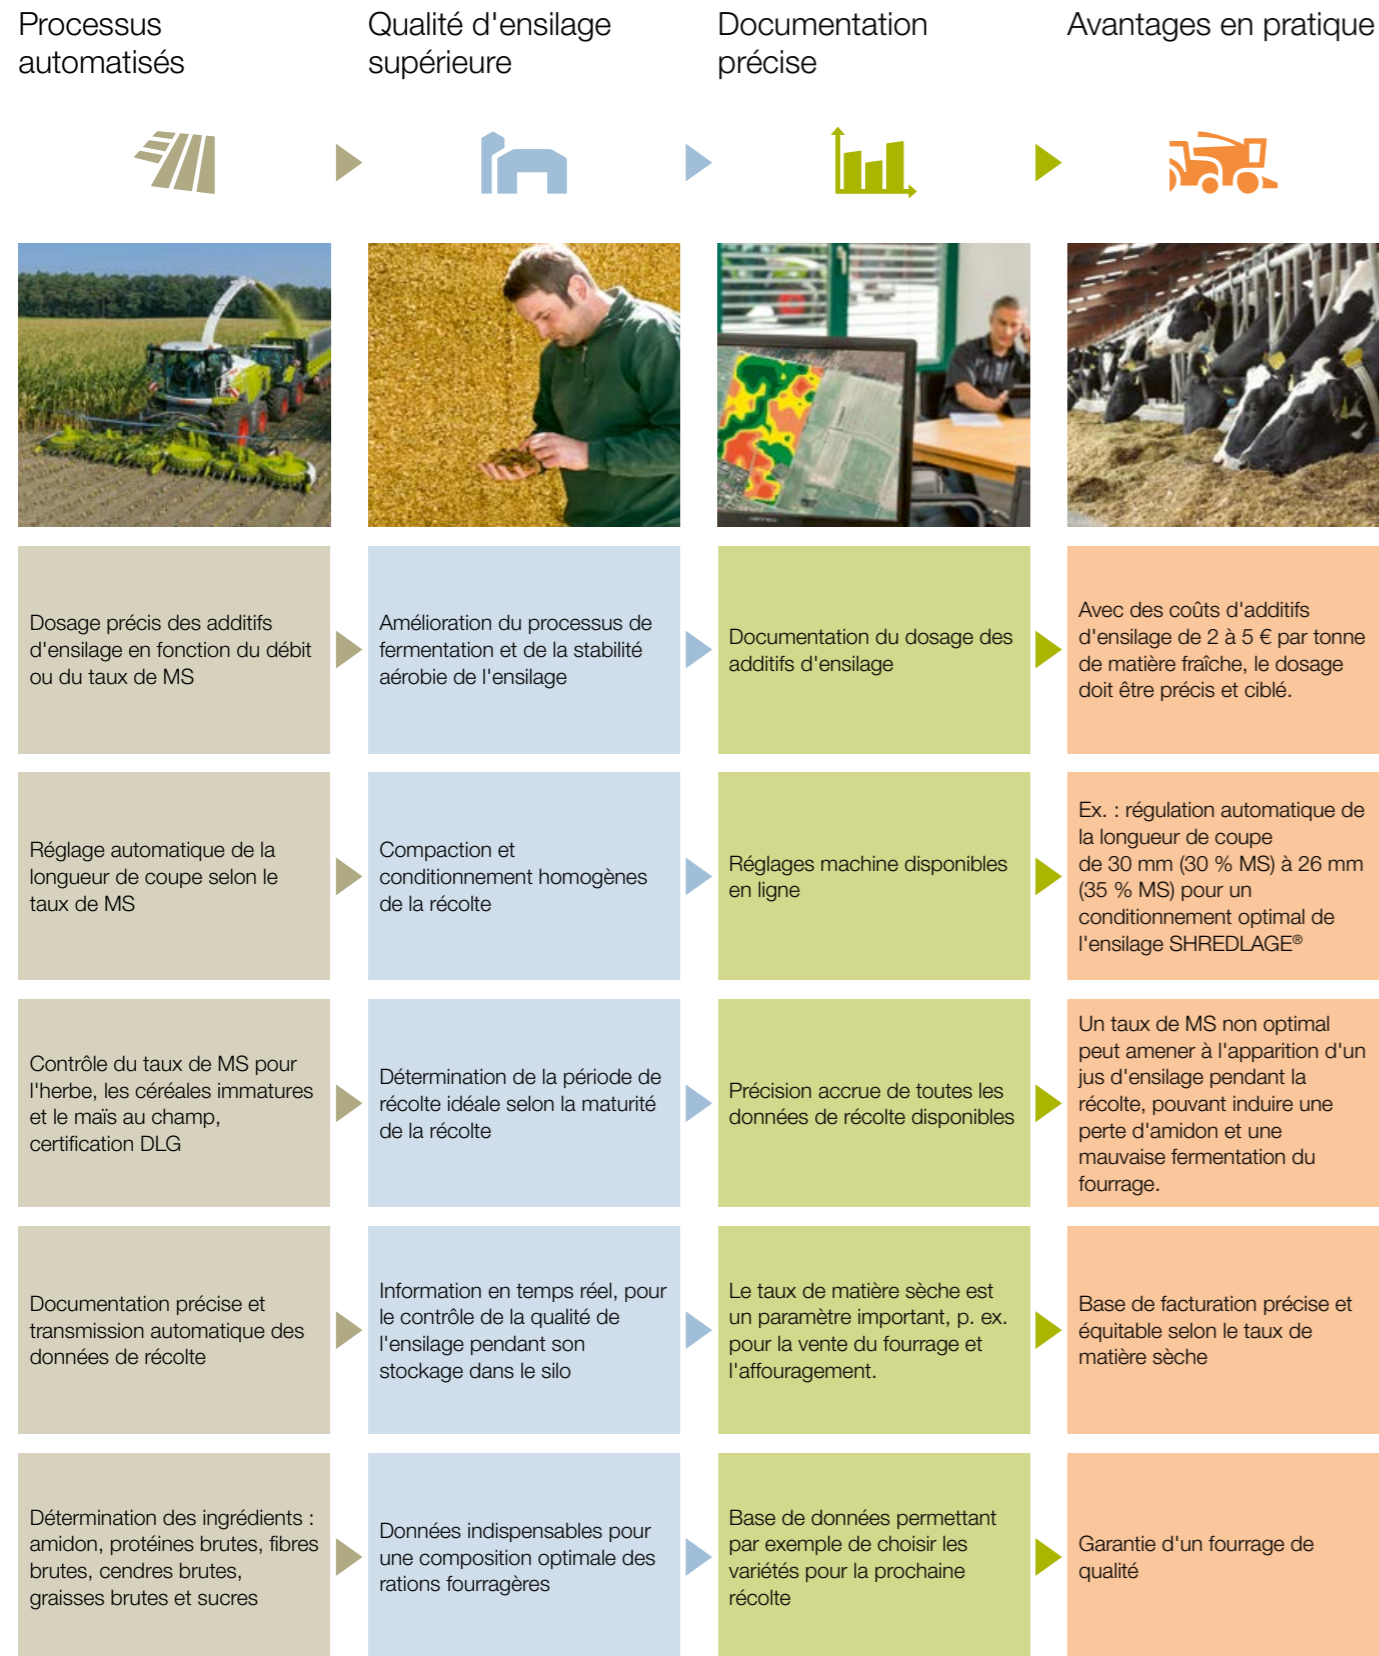 Processus
automatisés
Qualité d'ensilage
supérieure
Documentation
précise
Avantages en pratique
Dosage précis des additifs
d'ensilage en fonction du débit
ou du taux de MS
Amélioration du processus de
fermentation et de la stabilité
aérobie de l'ensilage
Documentation du dosage des
additifs d'ensilage
Avec des coûts d'additifs
d'ensilage de 2 à 5 € par tonne
de matière fraîche, le dosage
doit être précis et ciblé.
Réglage automatique de la
longueur de coupe selon le
taux de MS
Compaction et
conditionnement homogènes
de la récolte
Réglages machine disponibles
en ligne
Ex. : régulation automatique de
la longueur de coupe
de 30 mm (30 % MS) à 26 mm
(35 % MS) pour un
conditionnement optimal de
l'ensilage SHREDLAGE®
Contrôle du taux de MS pour
l'herbe, les céréales immatures
et le maïs au champ,
certification DLG
Détermination de la période de
récolte idéale selon la maturité
de la récolte
Précision accrue de toutes les
données de récolte disponibles
Un taux de MS non optimal
peut amener à l'apparition d'un
jus d'ensilage pendant la
récolte, pouvant induire une
perte d'amidon et une
mauvaise fermentation du
fourrage.
Documentation précise et
transmission automatique des
données de récolte
Information en temps réel, pour
le contrôle de la qualité de
l'ensilage pendant son
stockage dans le silo
Le taux de matière sèche est
un paramètre important, p. ex.
pour la vente du fourrage et
l'affouragement.
Base de facturation précise et
équitable selon le taux de
matière sèche
Détermination des ingrédients :
amidon, protéines brutes, fibres
brutes, cendres brutes,
graisses brutes et sucres
Données indispensables pour
une composition optimale des
rations fourragères
Base de données permettant
par exemple de choisir les
variétés pour la prochaine
récolte
Garantie d'un fourrage de
qualité